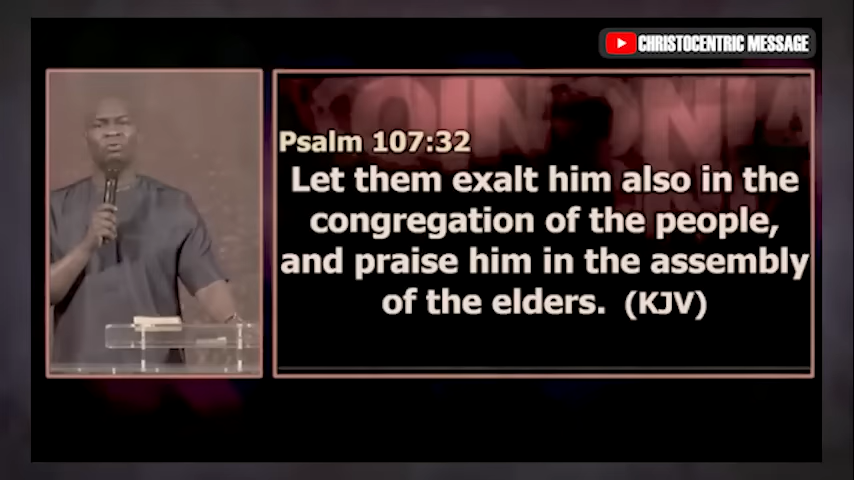 CHRISTOCENTRIC MESSAGE
Psalm 107:32
Let them exalt him also in the
congregation of the people,
and praise him in the assembly
of the elders. (KJV)